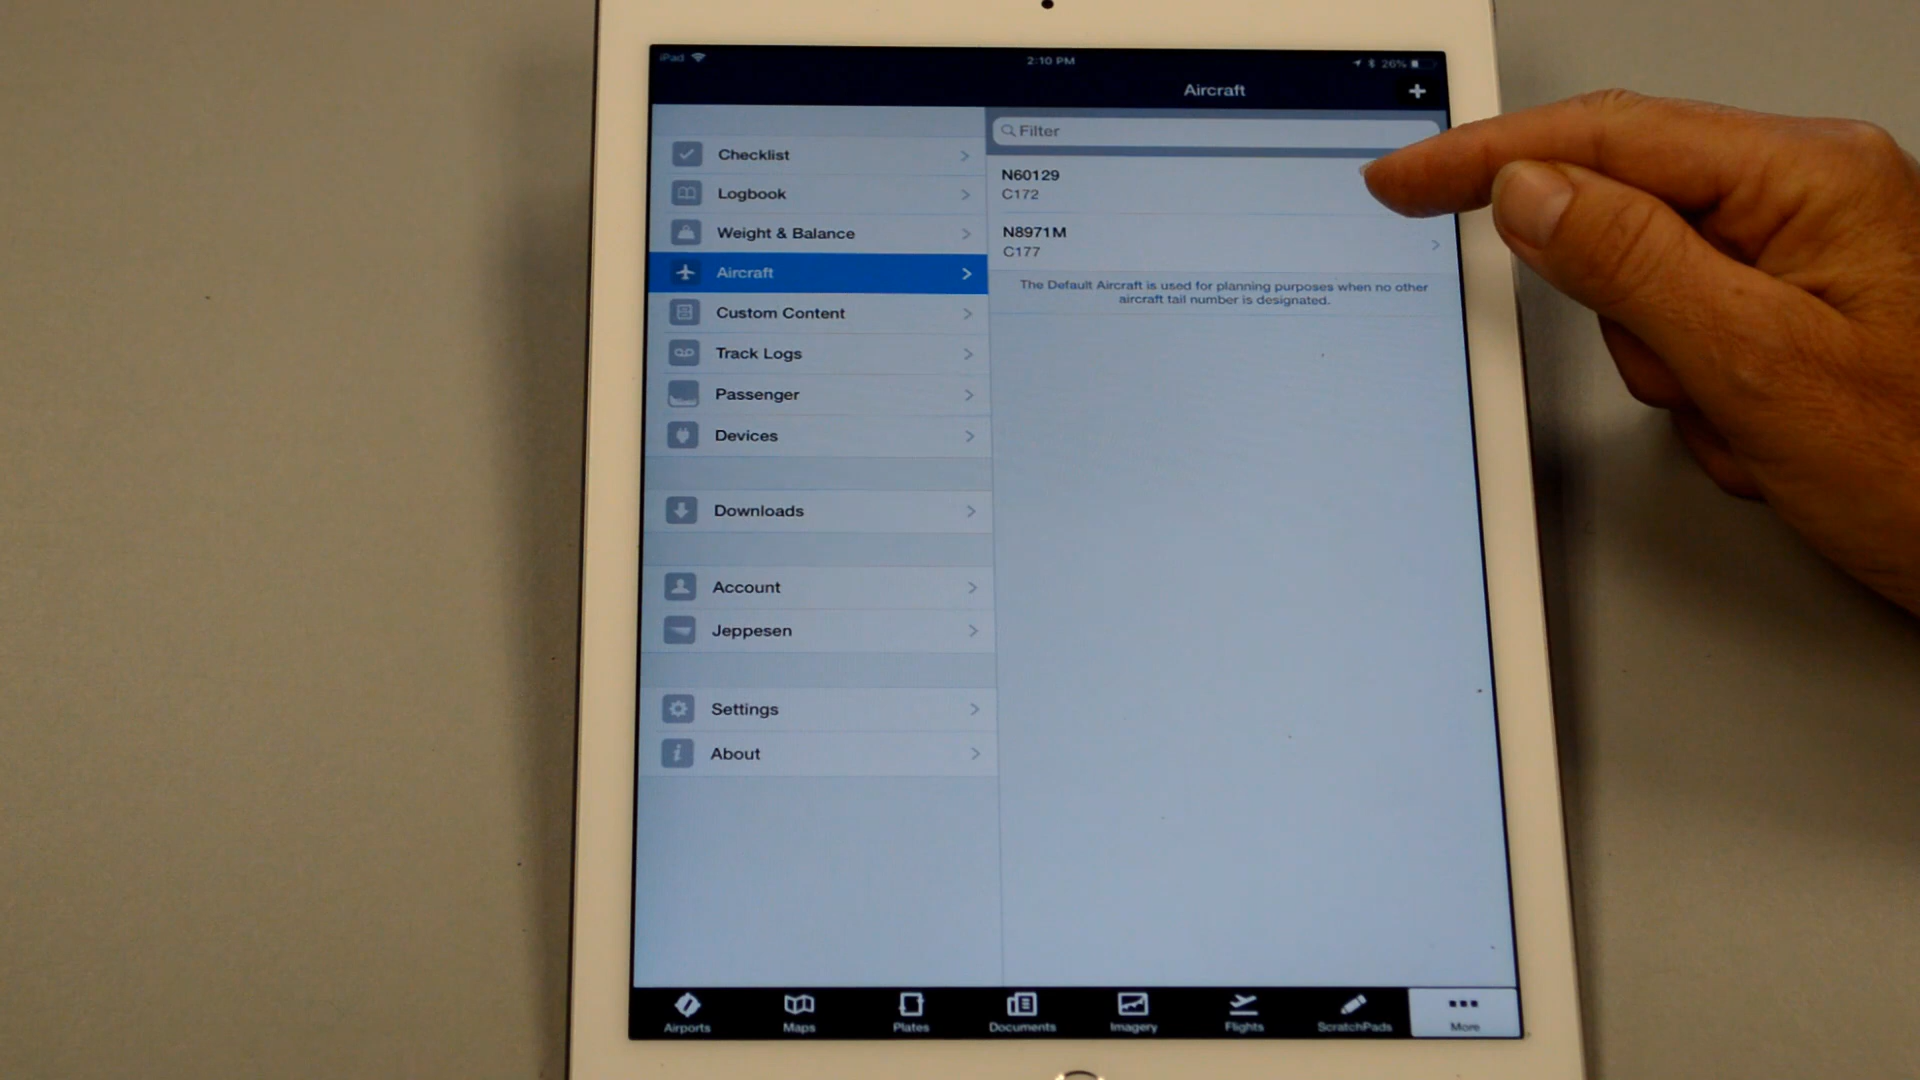 iPad
2:10 PM
26%
Aircraft
Filter
Checklist
Logbook
Weight & Balance
Aircraft
Custom Content
Track Logs
Passenger
Devices
Downloads
Account
Jeppesen
Settings
About
N60129
C172
N8971M
C177
The Default Aircraft is used for planning purposes when no other
aircraft tail number is designated.
Airports
Maps
Plates
Documents
Imagery
Flights
ScratchPads
More